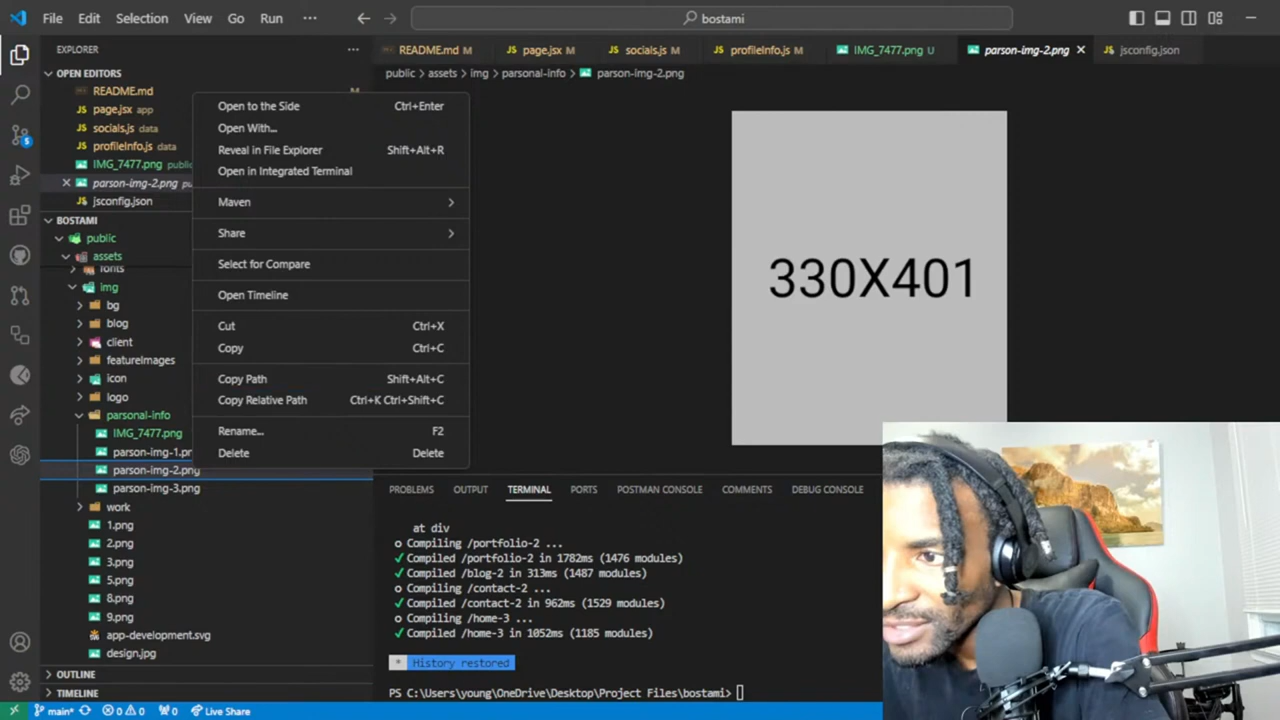 File Edit Selection View Go Run ··· bostami
EXPLORER ···
OPEN EDITORS
README.md M
page.jsx app
socials.js data
profileInfo.js data
IMG_7477.png public
parson-img-2.png
jsconfig.json
BOSTAMI
public
assets
fonts
img
bg
blog
client
featureImages
icon
logo
parsonal-info
IMG_7477.png
parson-img-1.pr
parson-img-2.png
parson-img-3.png
work
1.png
2.png
3.png
5.png
8.png
9.png
app-development.svg
design.jpg
OUTLINE
TIMELINE
Open to the Side Ctrl+Enter
Open With...
Reveal in File Explorer Shift+Alt+R
Open in Integrated Terminal
Maven
Share
Select for Compare
Open Timeline
Cut Ctrl+X
Copy Ctrl+C
Copy Path Shift+Alt+C
Copy Relative Path Ctrl+K Ctrl+Shift+C
Rename... F2
Delete Delete
README.md M page.jsx M socials.js M profileInfo.js M IMG_7477.png U parson-img-2.png jsconfig.json
public > assets > img > parsonal-info > parson-img-2.png
330X401
PROBLEMS OUTPUT TERMINAL PORTS POSTMAN CONSOLE COMMENTS DEBUG CONSOLE
at div
○ Compiling /portfolio-2 ...
✓ Compiled /portfolio-2 in 1782ms (1476 modules)
✓ Compiled /blog-2 in 313ms (1487 modules)
○ Compiling /contact-2 ...
✓ Compiled /contact-2 in 962ms (1529 modules)
○ Compiling /home-3 ...
✓ Compiled /home-3 in 1052ms (1185 modules)
* History restored
PS C:\Users\young\OneDrive\Desktop\Project Files\bostami>
main* 0 0 0 Live Share